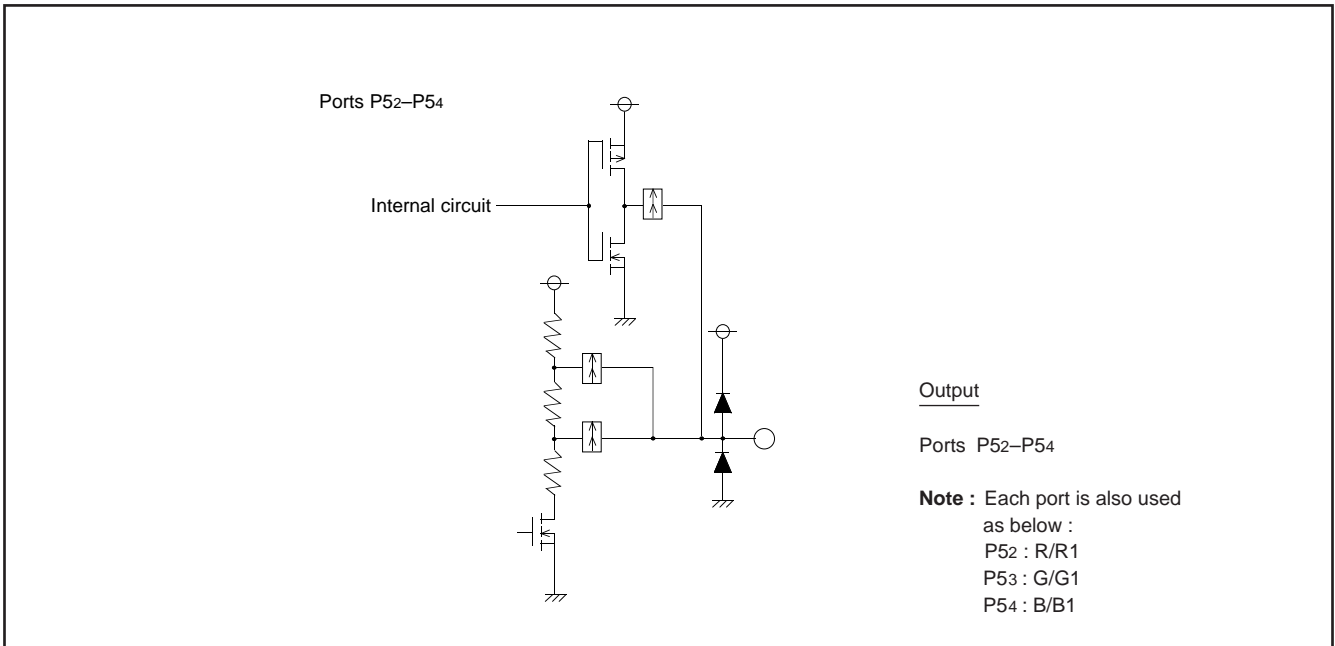 Ports P52–P54
Internal circuit
Output
Ports P52–P54
Note : Each port is also used
as below :
P52 : R/R1
P53 : G/G1
P54 : B/B1